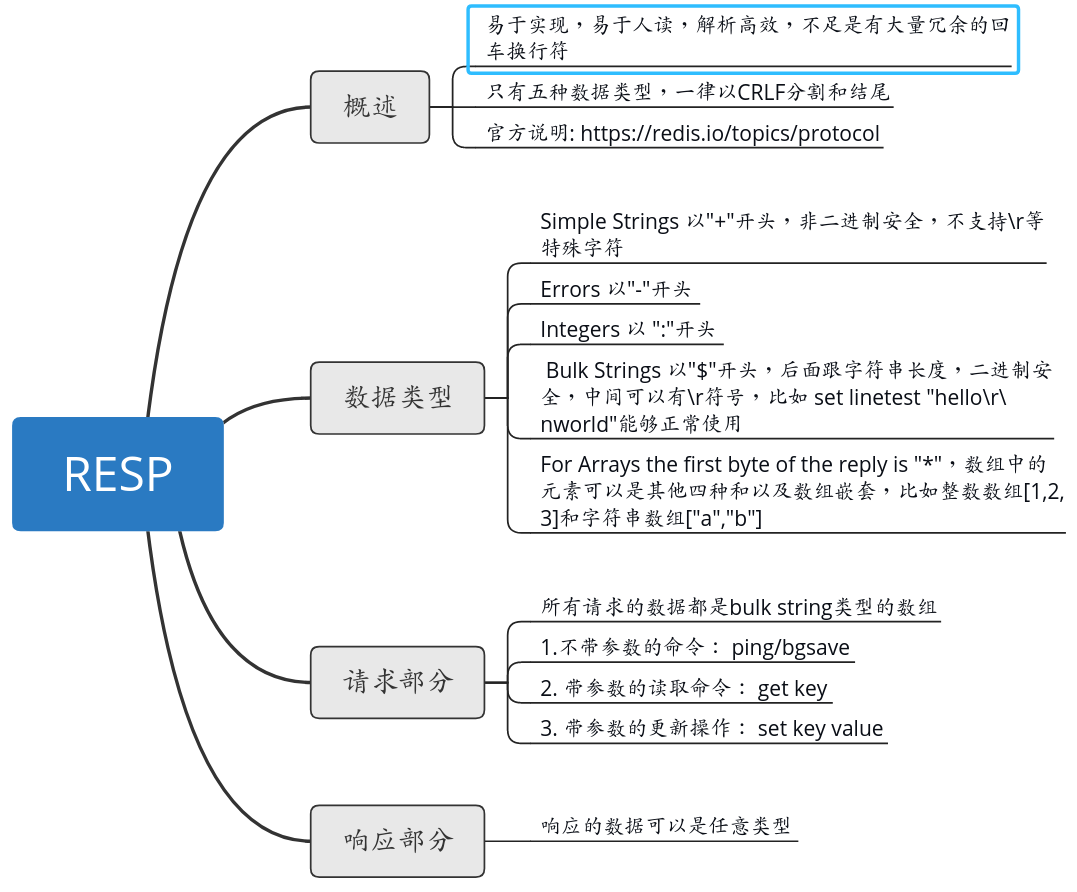 易于实现，易于人读，解析高效，不足是有大量冗余的回
车换行符
概述
只有五种数据类型，一律以CRLF分割和结尾
官方说明: https://redis.io/topics/protocol
Simple Strings 以"+"开头，非二进制安全，不支持\r等
特殊字符
Errors 以"-"开头
Integers 以 ":"开头
数据类型
Bulk Strings 以"$"开头，后面跟字符串长度，二进制安
全，中间可以有\r符号，比如 set linetest "hello\r\
nworld"能够正常使用
For Arrays the first byte of the reply is "*"，数组中的
元素可以是其他四种和以及数组嵌套，比如整数数组[1,2,
3]和字符串数组["a","b"]
RESP
所有请求的数据都是bulk string类型的数组
1.不带参数的命令： ping/bgsave
请求部分
2. 带参数的读取命令： get key
3. 带参数的更新操作： set key value
响应部分
响应的数据可以是任意类型